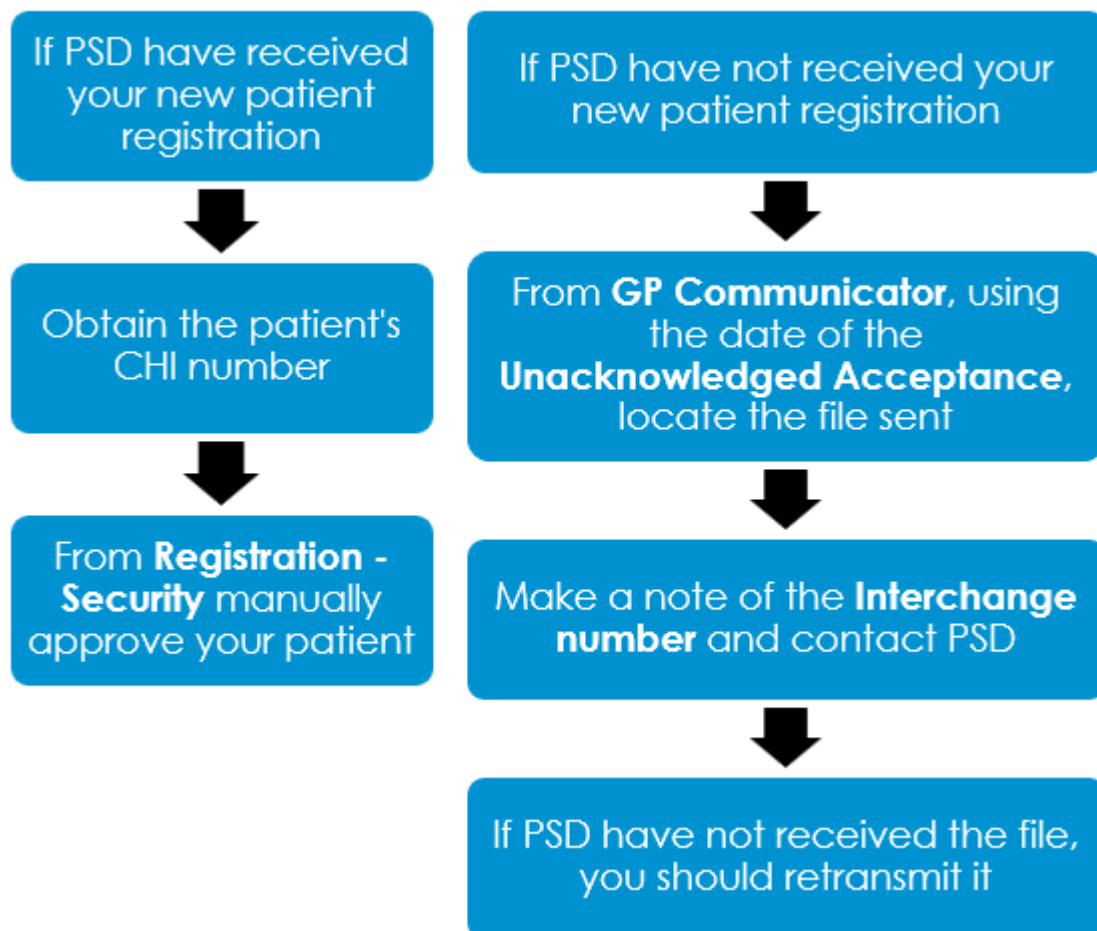 If PSD have received
your new patient
registration
Obtain the patient's
CHI number
From Registration -
Security manually
approve your patient
If PSD have not received your
new patient registration
From GP Communicator, using
the date of the
Unacknowledged Acceptance,
locate the file sent
Make a note of the Interchange
number and contact PSD
If PSD have not received the file,
you should retransmit it